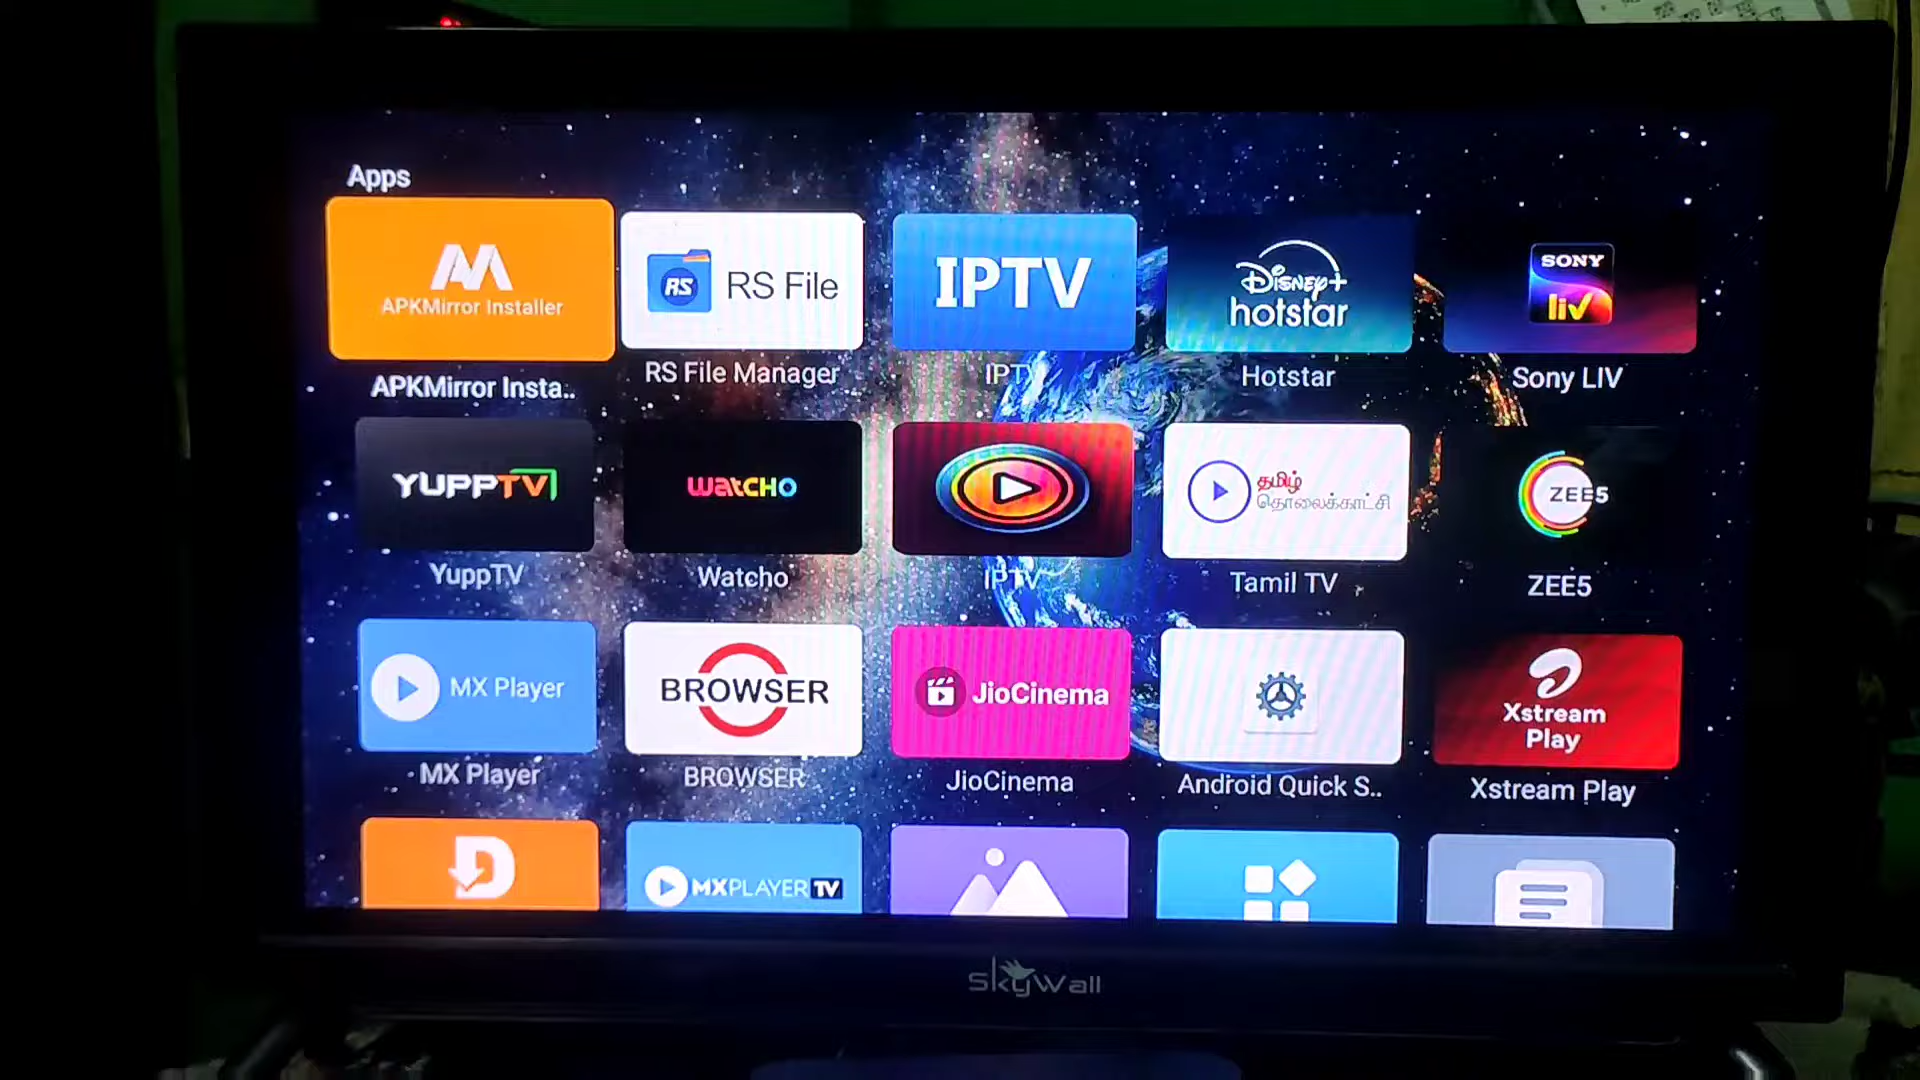 Apps
APKMirror Installer
RS
RS File
IPTV
Disney+
hotstar
SONY
liv
APKMirror Insta..
RS File Manager
IPTV
Hotstar
Sony LIV
YUPPTV
WATCHO
தமிழ்
தொலைக்காட்சி
ZEE5
YuppTV
Watcho
IPTV
Tamil TV
ZEE5
MX Player
BROWSER
JioCinema
Xstream
Play
MX Player
BROWSER
JioCinema
Android Quick S..
Xstream Play
D
MXPLAYER TV
skywall